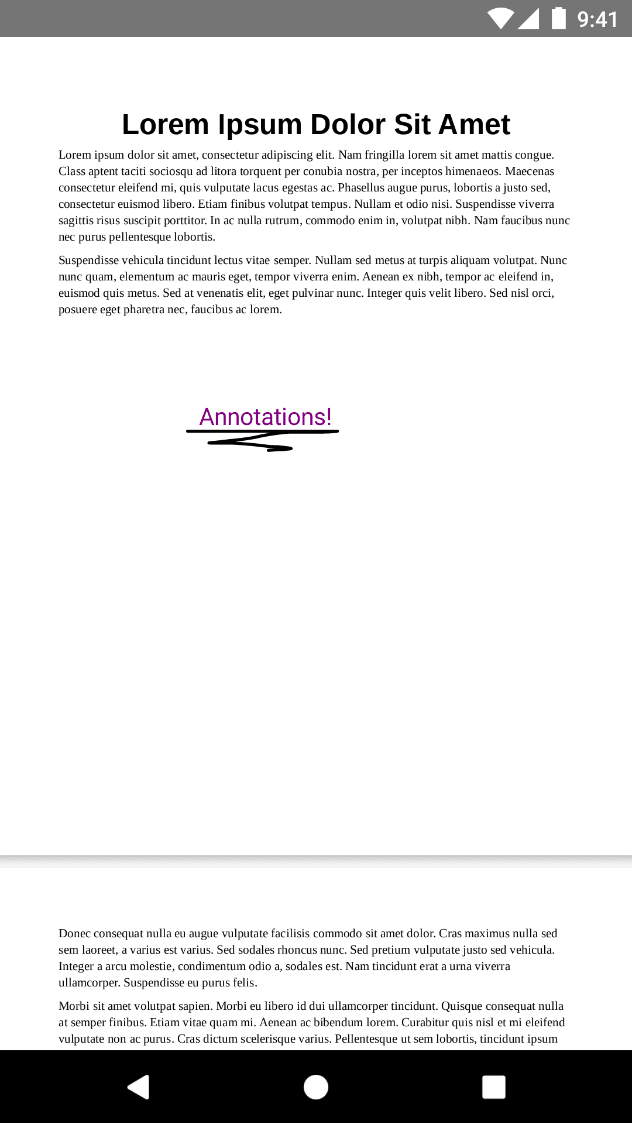 9:41
Lorem Ipsum Dolor Sit Amet
Lorem ipsum dolor sit amet, consectetur adipiscing elit. Nam fringilla lorem sit amet mattis congue.
Class aptent taciti sociosqu ad litora torquent per conubia nostra, per inceptos himenaeos. Maecenas
consectetur eleifend mi, quis vulputate lacus egestas ac. Phasellus augue purus, lobortis a justo sed,
consectetur euismod libero. Etiam finibus volutpat tempus. Nullam et odio nisi. Suspendisse viverra
sagittis risus suscipit porttitor. In ac nulla rutrum, commodo enim in, volutpat nibh. Nam faucibus nunc
nec purus pellentesque lobortis.
Suspendisse vehicula tincidunt lectus vitae semper. Nullam sed metus at turpis aliquam volutpat. Nunc
nunc quam, elementum ac mauris eget, tempor viverra enim. Aenean ex nibh, tempor ac eleifend in,
euismod quis metus. Sed at venenatis elit, eget pulvinar nunc. Integer quis velit libero. Sed nisl orci,
posuere eget pharetra nec, faucibus ac lorem.
Annotations!
Donec consequat nulla eu augue vulputate facilisis commodo sit amet dolor. Cras maximus nulla sed
sem laoreet, a varius est varius. Sed sodales rhoncus nunc. Sed pretium vulputate justo sed vehicula.
Integer a arcu molestie, condimentum odio a, sodales est. Nam tincidunt erat a urna viverra
ullamcorper. Suspendisse eu purus felis.
Morbi sit amet volutpat sapien. Morbi eu libero id dui ullamcorper tincidunt. Quisque consequat nulla
at semper finibus. Etiam vitae quam mi. Aenean ac bibendum lorem. Curabitur quis nisl et mi eleifend
vulputate non ac purus. Cras dictum scelerisque varius. Pellentesque ut sem lobortis, tincidunt ipsum